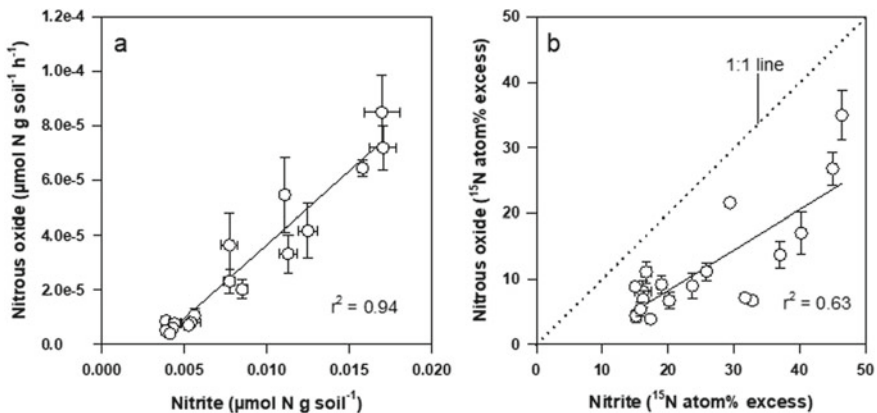 a
Nitrous oxide (µmol N g soil⁻¹ h⁻¹)
1.2e-4
1.0e-4
8.0e-5
6.0e-5
4.0e-5
2.0e-5
0.0
r² = 0.94
0.000 0.005 0.010 0.015 0.020
Nitrite (µmol N g soil⁻¹)
b
Nitrous oxide (¹⁵N atom% excess)
50
40
30
20
10
0
1:1 line
r² = 0.63
0 10 20 30 40 50
Nitrite (¹⁵N atom% excess)